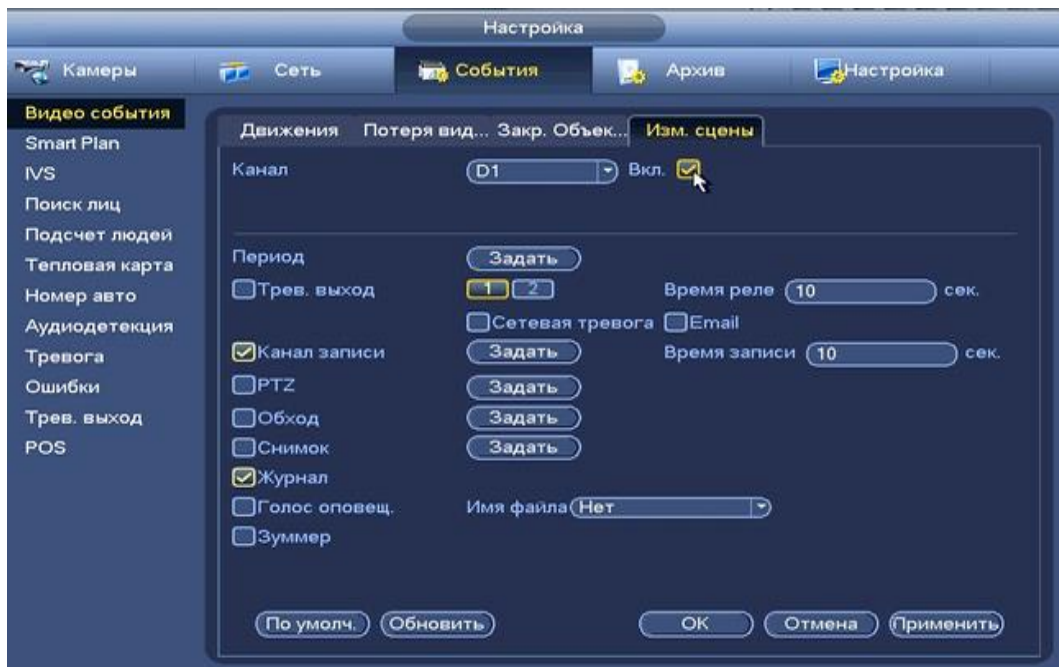 Настройка
Камеры Сеть События Архив Настройка
Видео события
Smart Plan
IVS
Поиск лиц
Подсчет людей
Тепловая карта
Номер авто
Аудиодетекция
Тревога
Ошибки
Трев. выход
POS
Движения Потеря вид... Закр. Объек... Изм. сцены
Канал D1 Вкл.
Период Задать
Трев. выход 1 2 Время реле 10 сек.
Сетевая тревога Email
Канал записи Задать Время записи 10 сек.
PTZ Задать
Обход Задать
Снимок Задать
Журнал
Голос оповещ. Имя файла Нет
Зуммер
По умолч. Обновить OK Отмена Применить